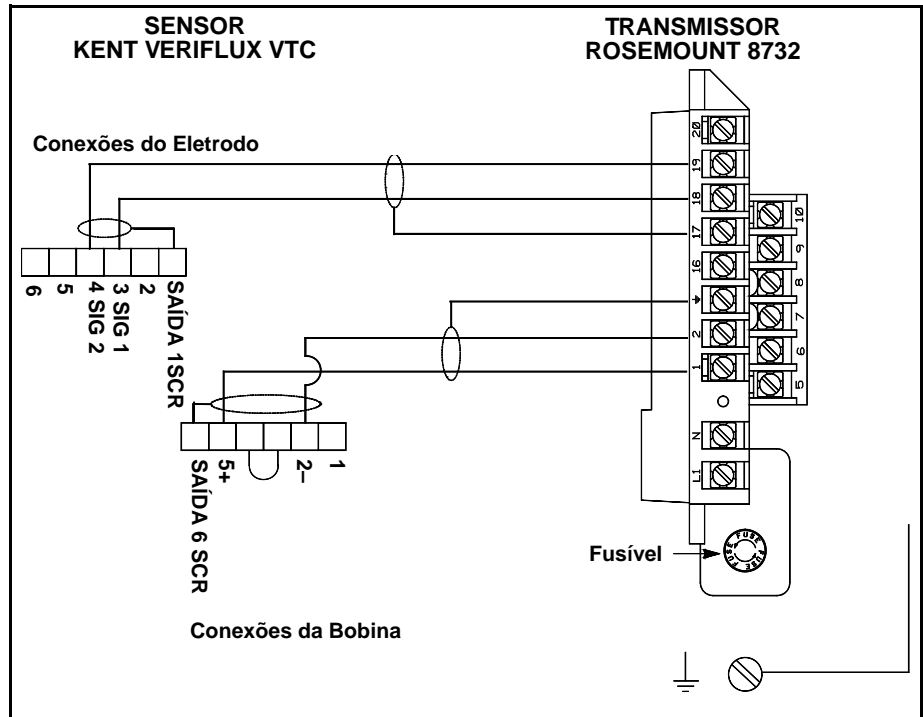 SENSOR
KENT VERIFLUX VTC
TRANSMISSOR
ROSEMOUNT 8732
Conexões do Eletrodo
6
5
4 SIG 2
3 SIG 1
2
SAÍDA 1SCR
SAÍDA 6 SCR
5+
2–
1
Conexões da Bobina
20
19
18
17
16
2
1
N
L1
10
9
8
7
6
5
Fusível
FUSE FUSE FUSE